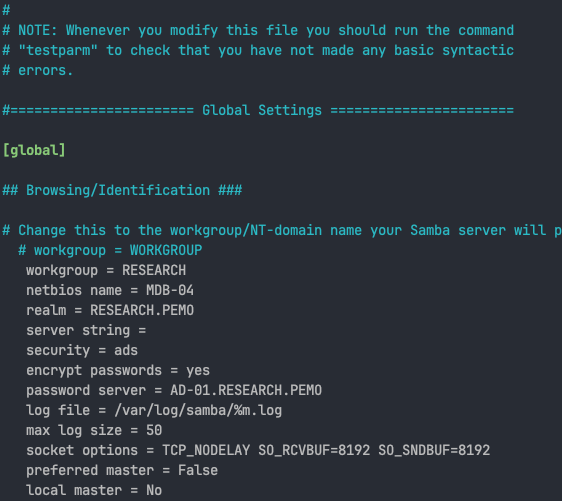 #
# NOTE: Whenever you modify this file you should run the command
# "testparm" to check that you have not made any basic syntactic
# errors.
#======================= Global Settings =======================
[global]
## Browsing/Identification ###
# Change this to the workgroup/NT-domain name your Samba server will p
# workgroup = WORKGROUP
workgroup = RESEARCH
netbios name = MDB-04
realm = RESEARCH.PEMO
server string =
security = ads
encrypt passwords = yes
password server = AD-01.RESEARCH.PEMO
log file = /var/log/samba/%m.log
max log size = 50
socket options = TCP_NODELAY SO_RCVBUF=8192 SO_SNDBUF=8192
preferred master = False
local master = No